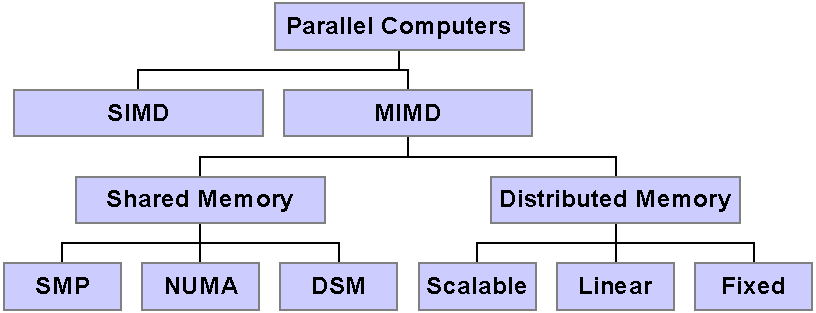 Parallel Computers
SIMD
MIMD
Shared Memory
Distributed Memory
SMP
NUMA
DSM
Scalable
Linear
Fixed